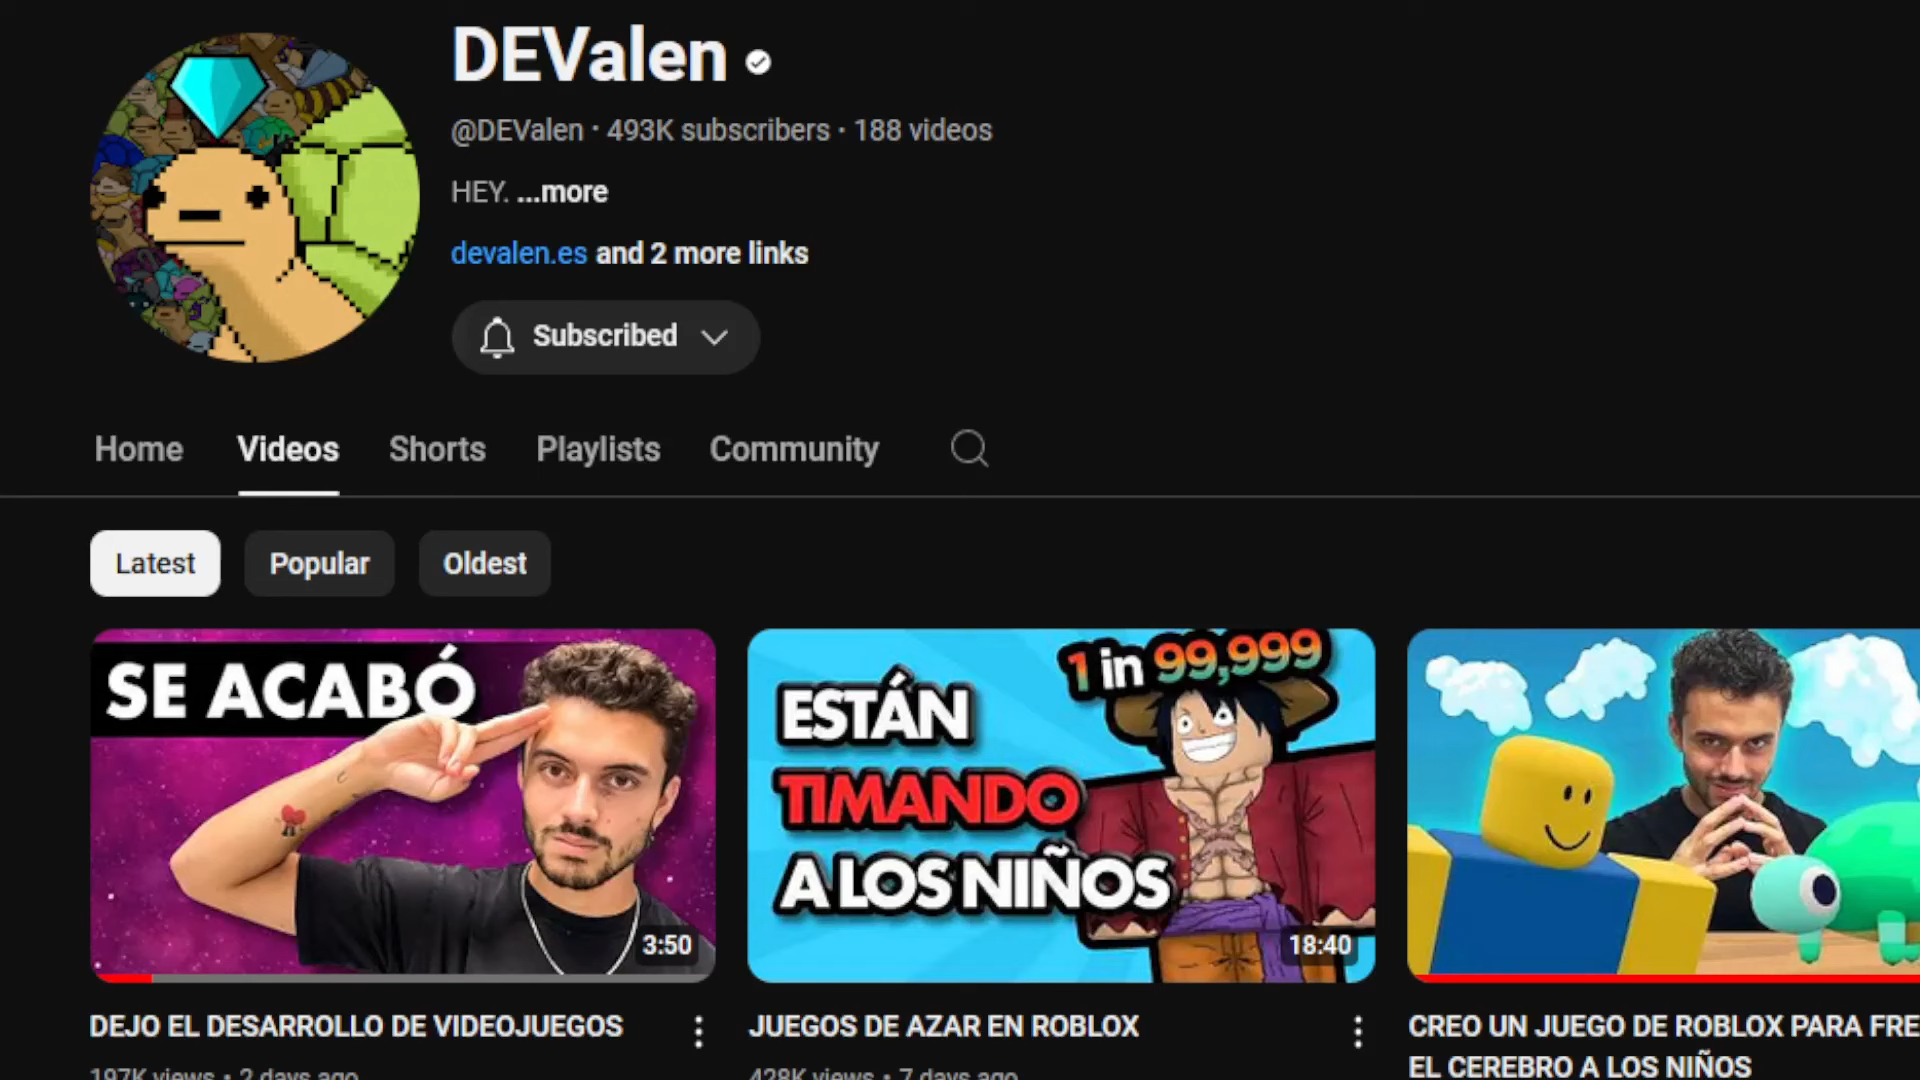 DEValen
@DEValen · 493K subscribers · 188 videos
HEY. ...more
devalen.es and 2 more links
Subscribed
Home Videos Shorts Playlists Community
Latest Popular Oldest
SE ACABÓ
3:50
1 in 99,999
ESTÁN
TIMANDO
A LOS NIÑOS
18:40
DEJO EL DESARROLLO DE VIDEOJUEGOS
197K views • 2 days ago
JUEGOS DE AZAR EN ROBLOX
428K views • 7 days ago
CREO UN JUEGO DE ROBLOX PARA FRE
EL CEREBRO A LOS NIÑOS